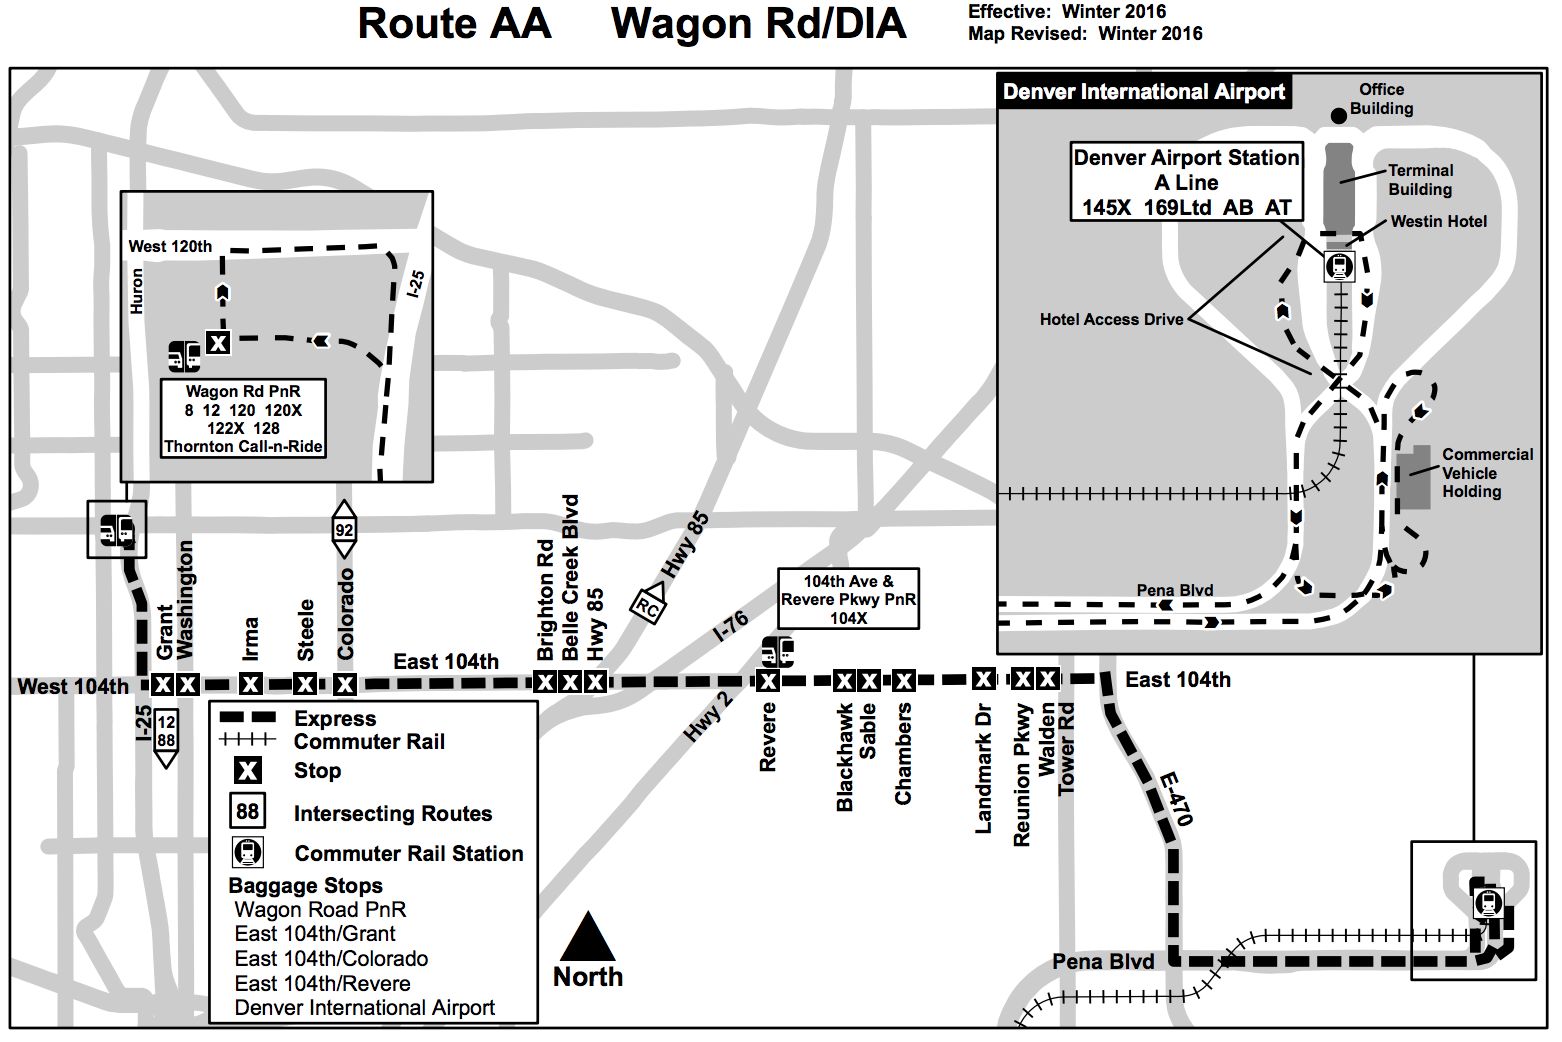 Route AA Wagon Rd/DIA
Effective: Winter 2016
Map Revised: Winter 2016
Denver International Airport
Office
Building
Denver Airport Station
A Line
145X 169Ltd AB AT
Terminal
Building
Westin Hotel
Hotel Access Drive
Commercial
Vehicle
Holding
Pena Blvd
West 120th
Huron
I-25
X
Wagon Rd PnR
8 12 120 120X
122X 128
Thornton Call-n-Ride
92
Grant
Washington
Irma
Steele
Colorado
Brighton Rd
Belle Creek Blvd
Hwy 85
Hwy 85
RC
I-76
Hwy 2
104th Ave &
Revere Pkwy PnR
104X
West 104th
East 104th
East 104th
X X X X X X X X X X X X X X X
I-25
12
88
Revere
Blackhawk
Sable
Chambers
Landmark Dr
Reunion Pkwy
Walden
Tower Rd
E-470
Pena Blvd
Express
Commuter Rail
X Stop
88 Intersecting Routes
Commuter Rail Station
Baggage Stops
Wagon Road PnR
East 104th/Grant
East 104th/Colorado
East 104th/Revere
Denver International Airport
North